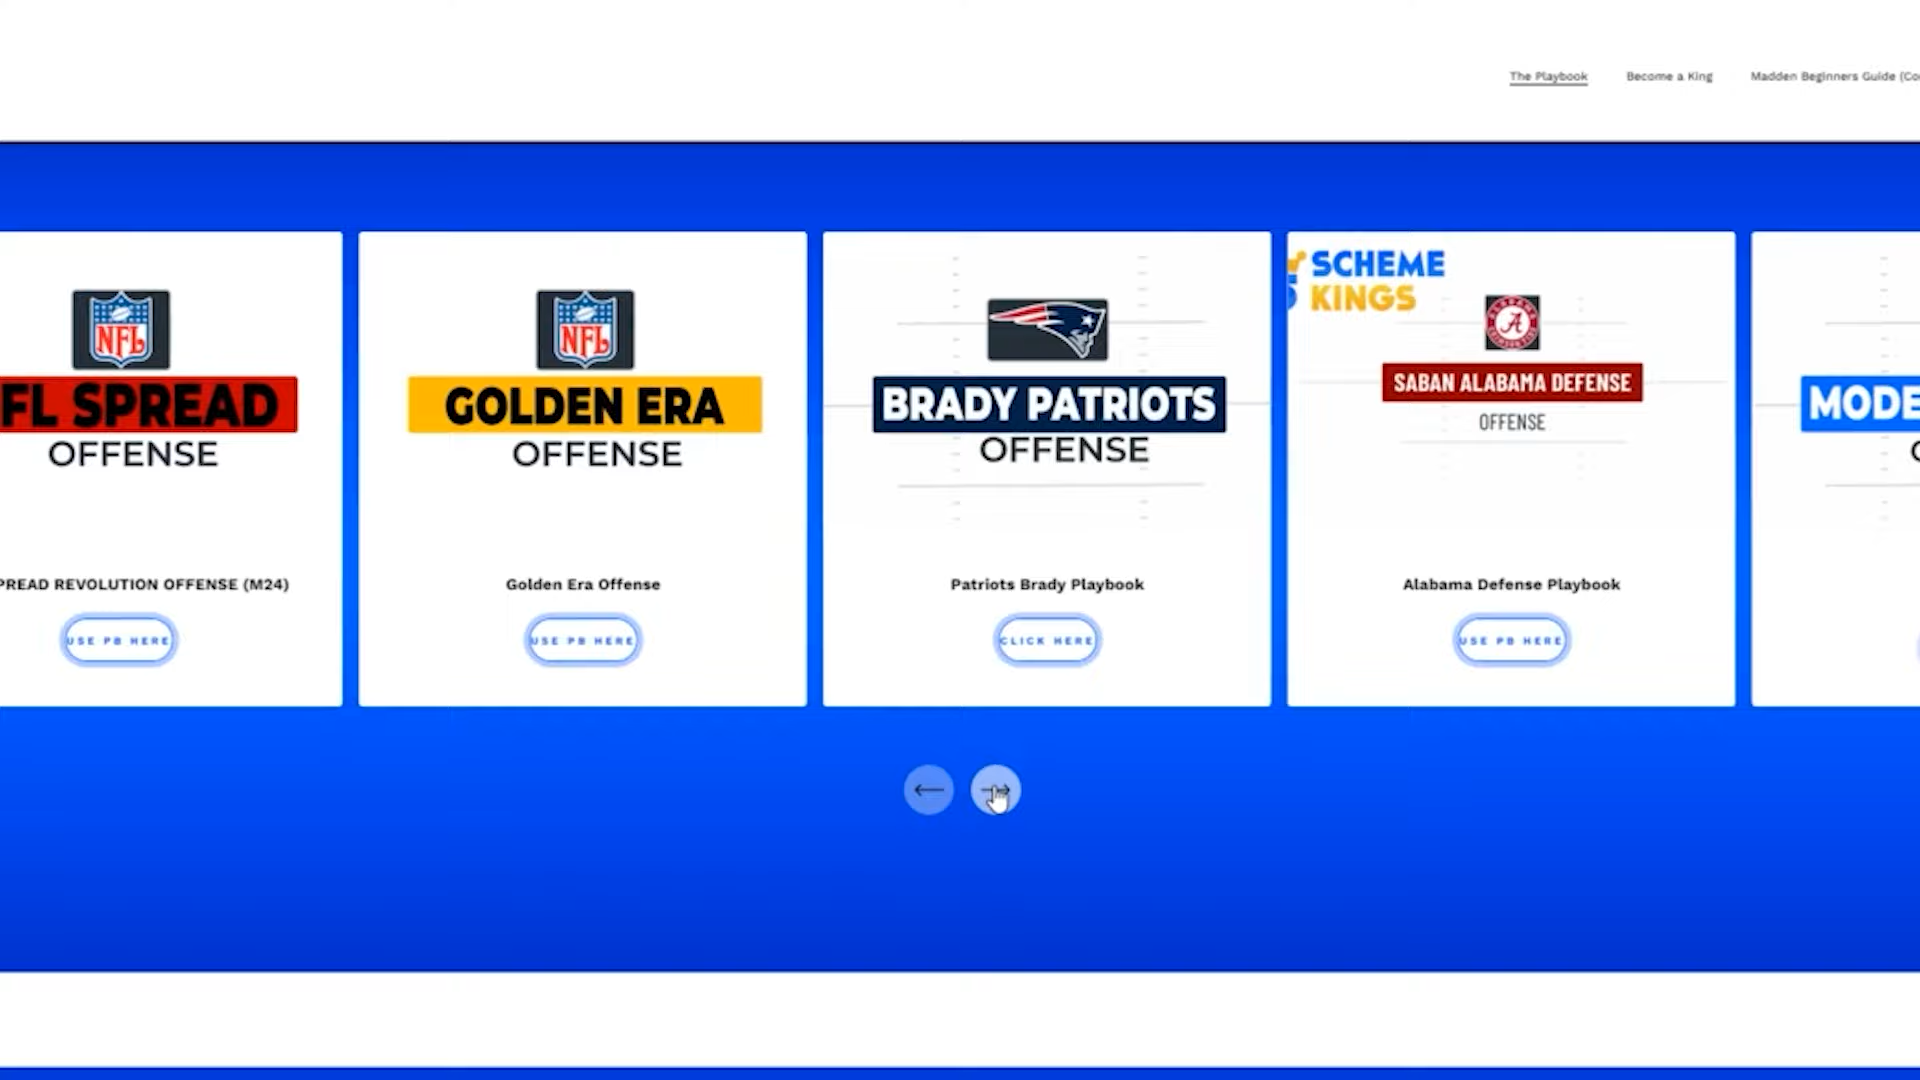 The Playbook Become a King Madden Beginners Guide (Co
NFL
FL SPREAD
OFFENSE
PREAD REVOLUTION OFFENSE (M24)
USE PB HERE
NFL
GOLDEN ERA
OFFENSE
Golden Era Offense
USE PB HERE
BRADY PATRIOTS
OFFENSE
Patriots Brady Playbook
CLICK HERE
SCHEME
KINGS
A
SABAN ALABAMA DEFENSE
OFFENSE
Alabama Defense Playbook
USE PB HERE
MODE